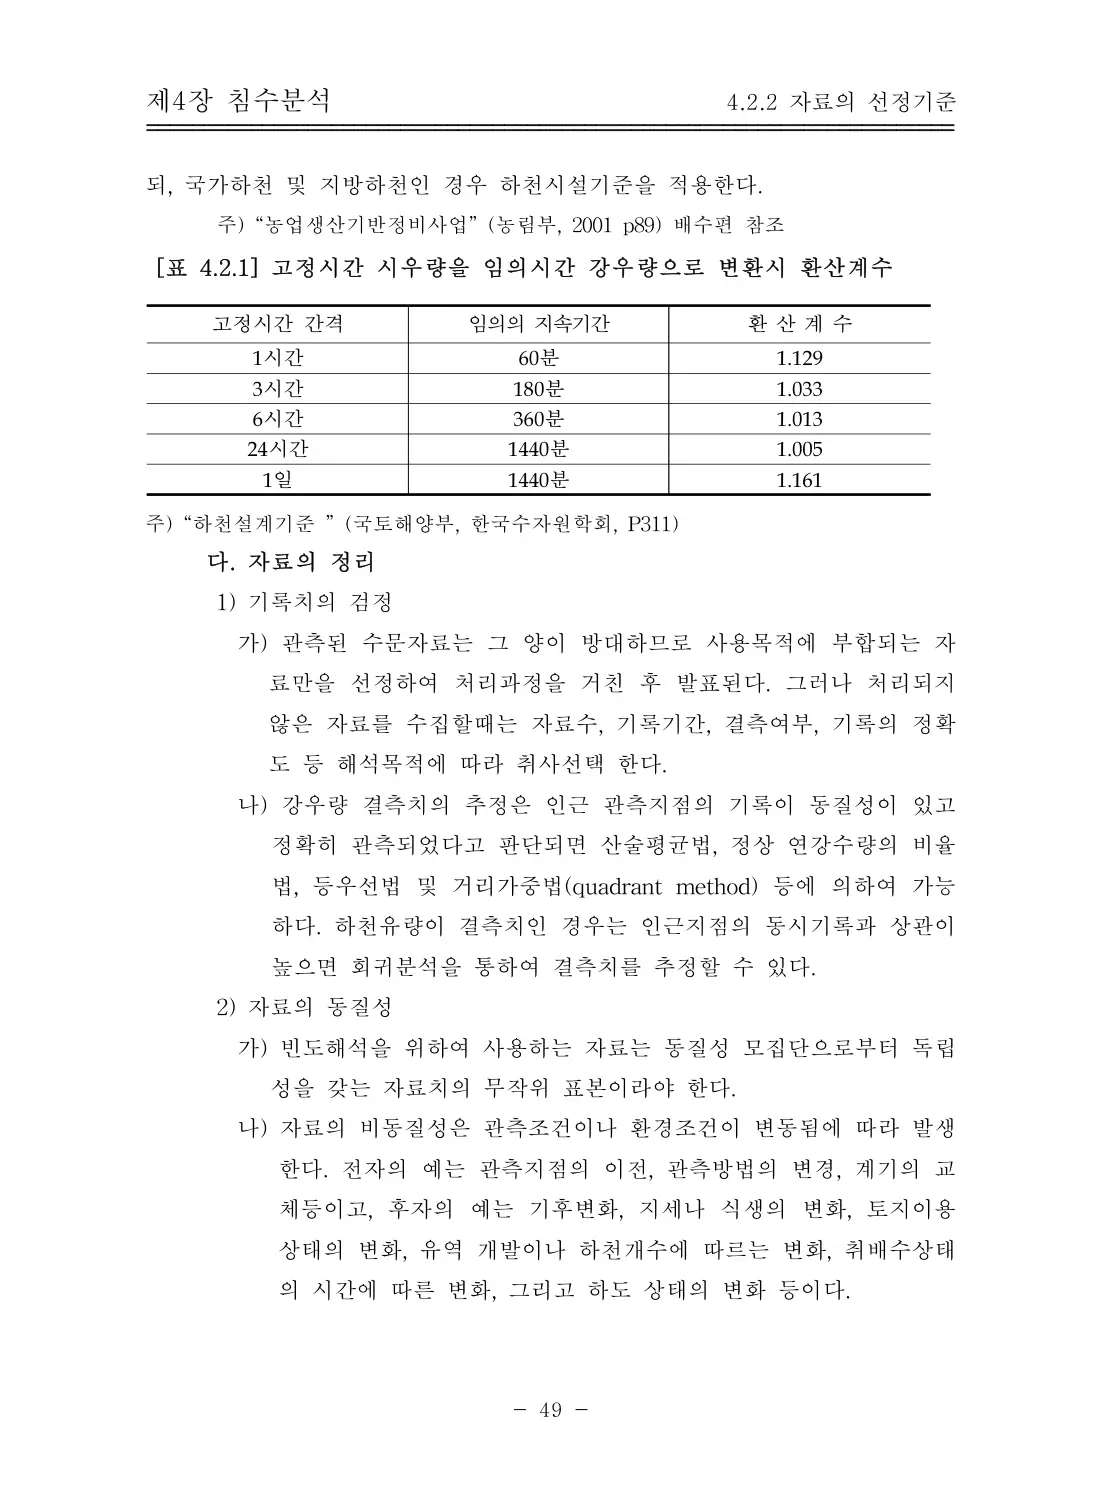 제4장 침수분석 4.2.2 자료의 선정기준
되, 국가하천 및 지방하천인 경우 하천시설기준을 적용한다.
주) “농업생산기반정비사업” (농림부, 2001 p89) 배수편 참조
[표 4.2.1] 고정시간 시우량을 임의시간 강우량으로 변환시 환산계수
고정시간 간격 임의의 지속기간 환 산 계 수
1시간 60분 1.129
3시간 180분 1.033
6시간 360분 1.013
24시간 1440분 1.005
1일 1440분 1.161
주) “하천설계기준 ” (국토해양부, 한국수자원학회, P311)
다. 자료의 정리
1) 기록치의 검정
가) 관측된 수문자료는 그 양이 방대하므로 사용목적에 부합되는 자
료만을 선정하여 처리과정을 거친 후 발표된다. 그러나 처리되지
않은 자료를 수집할때는 자료수, 기록기간, 결측여부, 기록의 정확
도 등 해석목적에 따라 취사선택 한다.
나) 강우량 결측치의 추정은 인근 관측지점의 기록이 동질성이 있고
정확히 관측되었다고 판단되면 산술평균법, 정상 연강수량의 비율
법, 등우선법 및 거리가중법(quadrant method) 등에 의하여 가능
하다. 하천유량이 결측치인 경우는 인근지점의 동시기록과 상관이
높으면 회귀분석을 통하여 결측치를 추정할 수 있다.
2) 자료의 동질성
가) 빈도해석을 위하여 사용하는 자료는 동질성 모집단으로부터 독립
성을 갖는 자료치의 무작위 표본이라야 한다.
나) 자료의 비동질성은 관측조건이나 환경조건이 변동됨에 따라 발생
한다. 전자의 예는 관측지점의 이전, 관측방법의 변경, 계기의 교
체등이고, 후자의 예는 기후변화, 지세나 식생의 변화, 토지이용
상태의 변화, 유역 개발이나 하천개수에 따르는 변화, 취배수상태
의 시간에 따른 변화, 그리고 하도 상태의 변화 등이다.
- 49 -